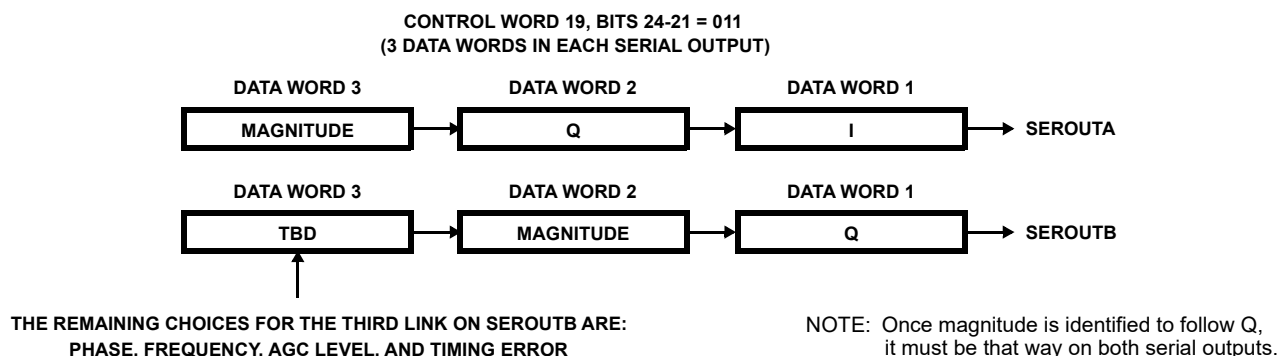 CONTROL WORD 19, BITS 24-21 = 011
(3 DATA WORDS IN EACH SERIAL OUTPUT)
DATA WORD 3 DATA WORD 2 DATA WORD 1
MAGNITUDE Q I SEROUTA
DATA WORD 3 DATA WORD 2 DATA WORD 1
TBD MAGNITUDE Q SEROUTB
THE REMAINING CHOICES FOR THE THIRD LINK ON SEROUTB ARE:
PHASE, FREQUENCY, AGC LEVEL, AND TIMING ERROR
NOTE: Once magnitude is identified to follow Q,
it must be that way on both serial outputs.